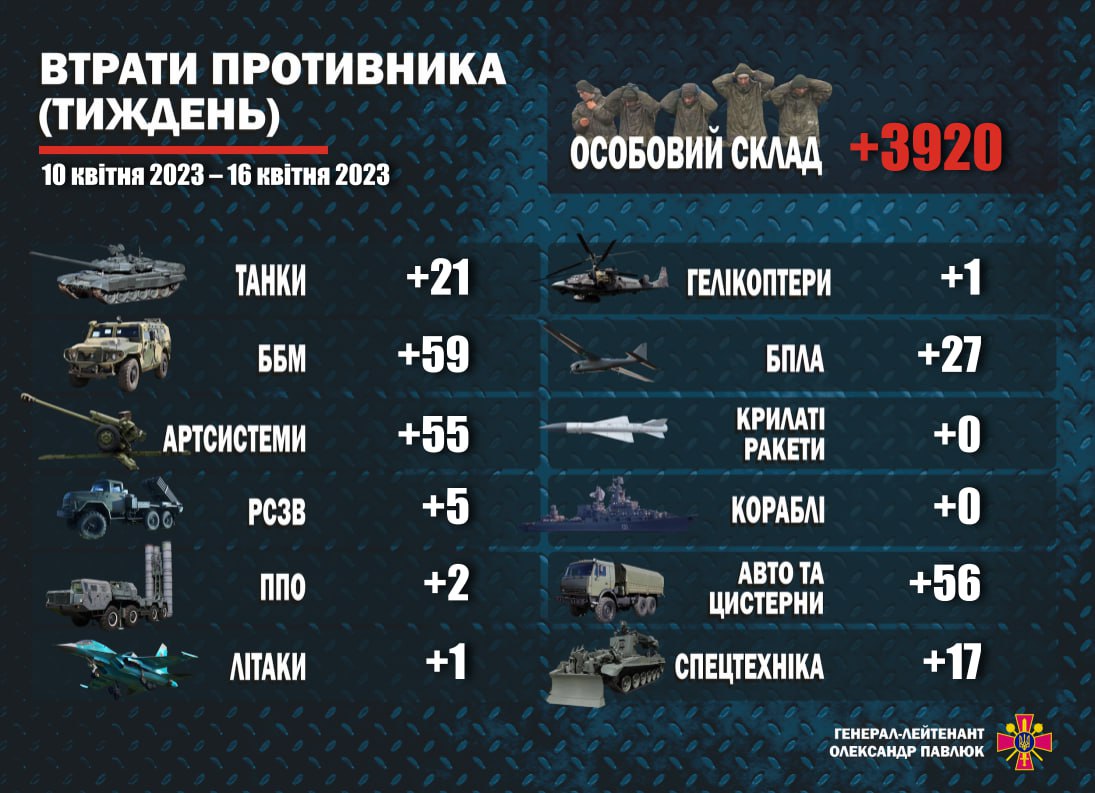 ВТРАТИ ПРОТИВНИКА
(ТИЖДЕНЬ)
10 квітня 2023 – 16 квітня 2023
ОСОБОВИЙ СКЛАД +3920
ТАНКИ +21
ББМ +59
АРТСИСТЕМИ +55
РСЗВ +5
ППО +2
ЛІТАКИ +1
ГЕЛІКОПТЕРИ +1
БПЛА +27
КРИЛАТІ
РАКЕТИ +0
КОРАБЛІ +0
АВТО ТА
ЦИСТЕРНИ +56
СПЕЦТЕХНІКА +17
ГЕНЕРАЛ-ЛЕЙТЕНАНТ
ОЛЕКСАНДР ПАВЛЮК